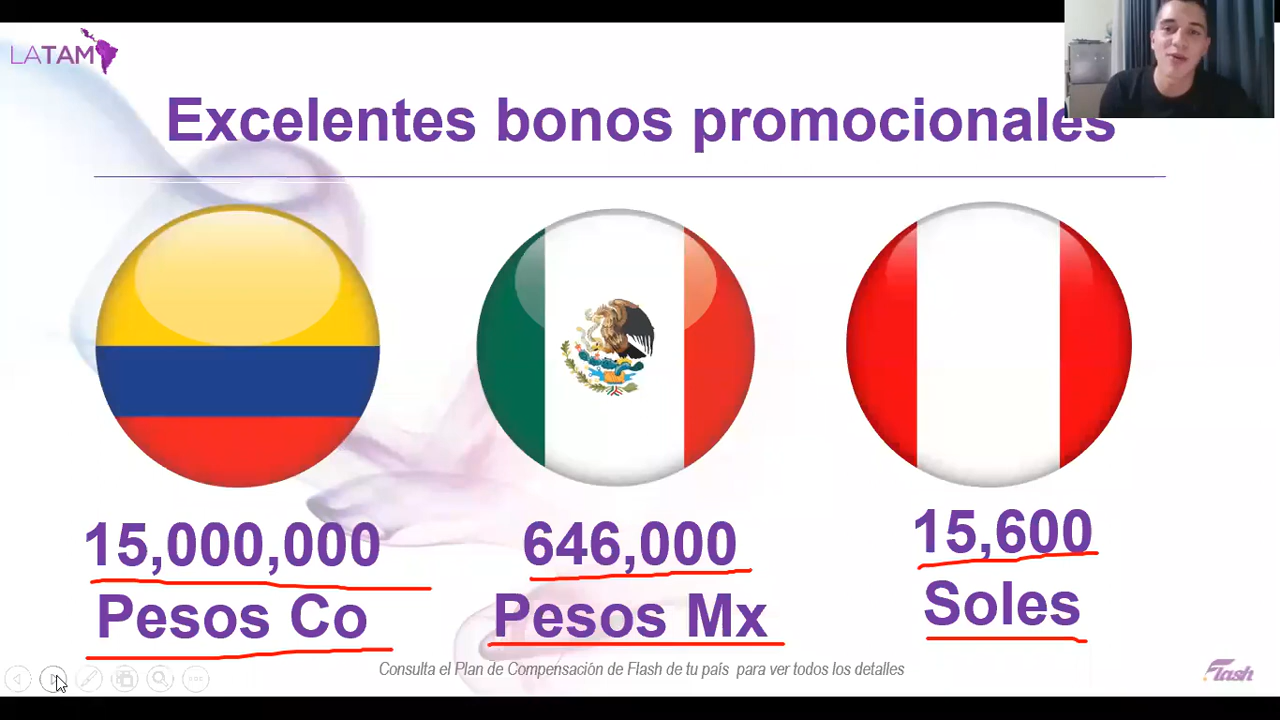 LATAM
Excelentes bonos promocionales
15,000,000
Pesos Co
646,000
Pesos Mx
15,600
Soles
Consulta el Plan de Compensación de Flash de tu país para ver todos los detalles
Flash